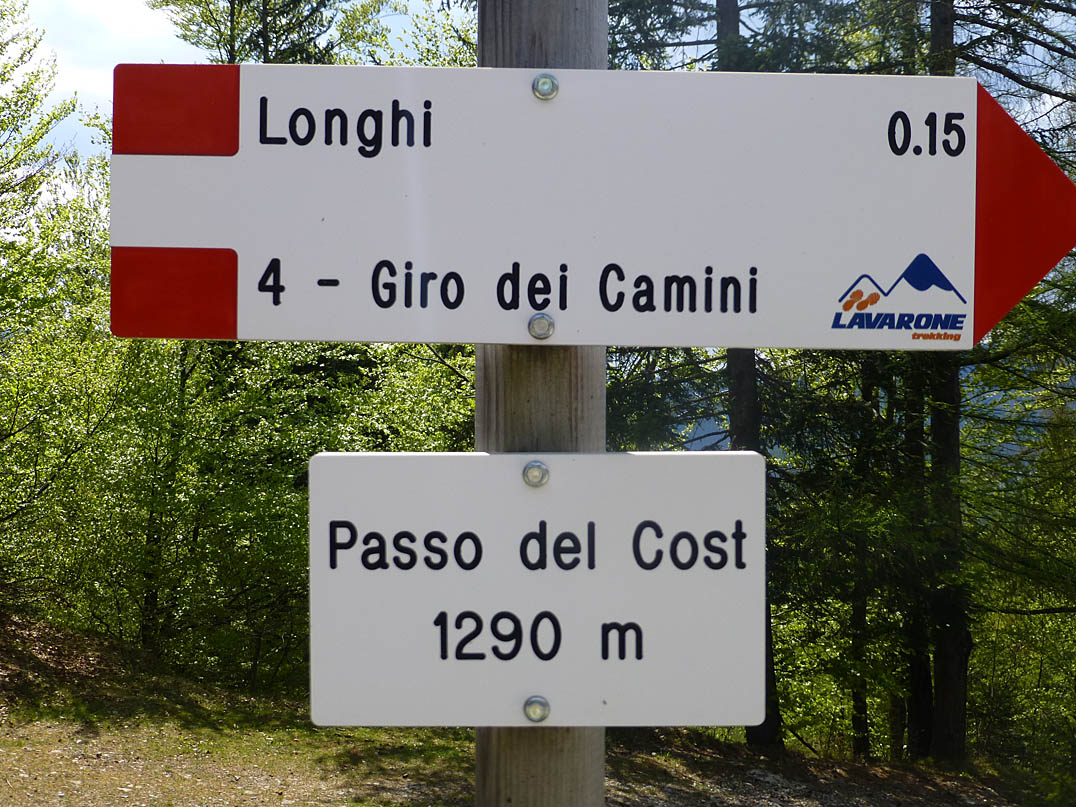 Longhi 0.15
4 - Giro dei Camini
LAVARONE
trekking
Passo del Cost
1290 m